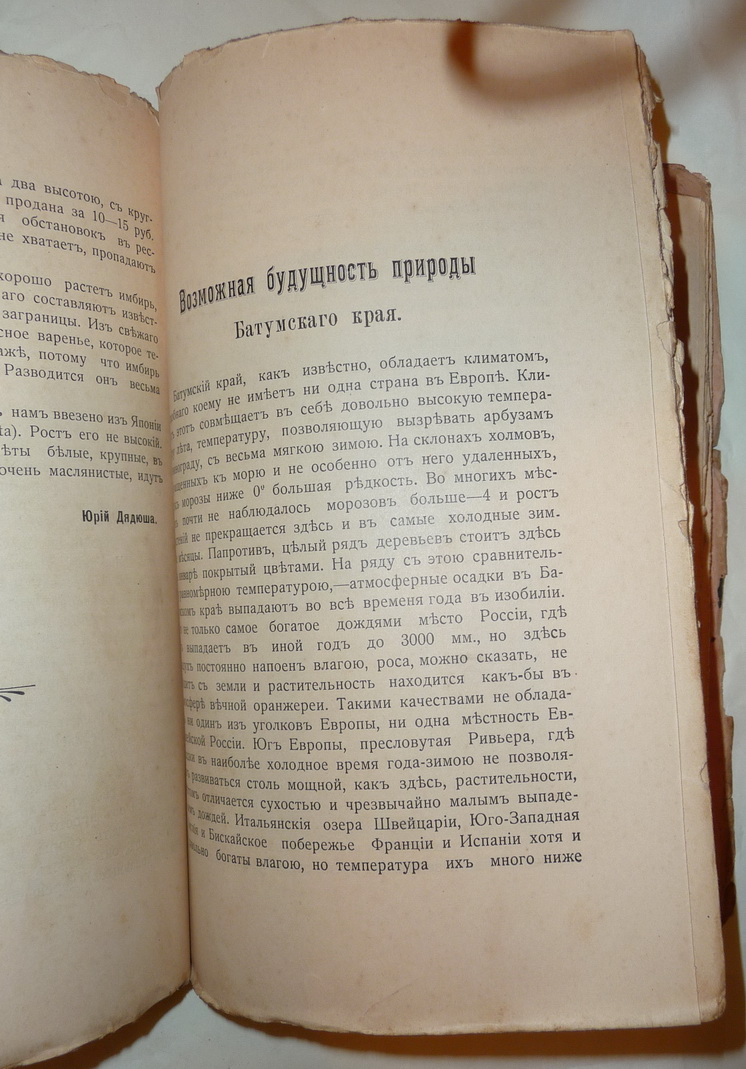 два высотою, съ круг-
продана за 10—15 руб.
обстановокъ въ рес-
не хватаетъ, пропадаютъ
хорошо растетъ имбирь,
составляютъ извѣст-
заграницы. Изъ свѣжаго
варенье, которое те-
потому что имбирь
Разводится онъ весьма
намъ ввезено изъ Японіи
Ростъ его не высокій.
бѣлые, крупные, въ
очень маслянистые, идутъ
Юрій Дядюша.
Возможная будущность природы
Батумскаго края.
Батумскій край, какъ извѣстно, обладаетъ климатомъ,
коему не имѣетъ ни одна страна въ Европѣ. Кли-
этотъ совмѣщаетъ въ себѣ довольно высокую темпера-
лѣта, температуру, позволяющую вызрѣвать арбузамъ
съ весьма мягкою зимою. На склонахъ холмовъ,
къ морю и не особенно отъ него удаленныхъ,
морозы ниже 0° большая рѣдкость. Во многихъ мѣс-
почти не наблюдалось морозовъ больше—4 и ростъ
не прекращается здѣсь и въ самые холодные зим.
мѣсяцы. Папротивъ, цѣлый рядъ деревьевъ стоитъ здѣсь
покрытый цвѣтами. На ряду съ этою сравнитель-
температурою,—атмосферные осадки въ Ба-
краѣ выпадаютъ во всѣ временя года въ изобиліи.
не только самое богатое дождями мѣсто Россіи, гдѣ
выпадаетъ въ иной годъ до 3000 мм., но здѣсь
постоянно напоенъ влагою, роса, можно сказать, не
съ земли и растительность находится какъ-бы въ
вѣчной оранжереи. Такими качествами не облада-
ни одинъ изъ уголковъ Европы, ни одна мѣстность Ев-
Россіи. Югъ Европы, пресловутая Ривьера, гдѣ
въ наиболѣе холодное время года-зимою не позволя-
развиваться столь мощной, какъ здѣсь, растительности,
отличается сухостью и чрезвычайно малымъ выпаде-
дождей. Итальянскія озера Швейцаріи, Юго-Западная
и Бискайское побережье Франціи и Испаніи хотя и
богаты влагою, но температура ихъ много ниже